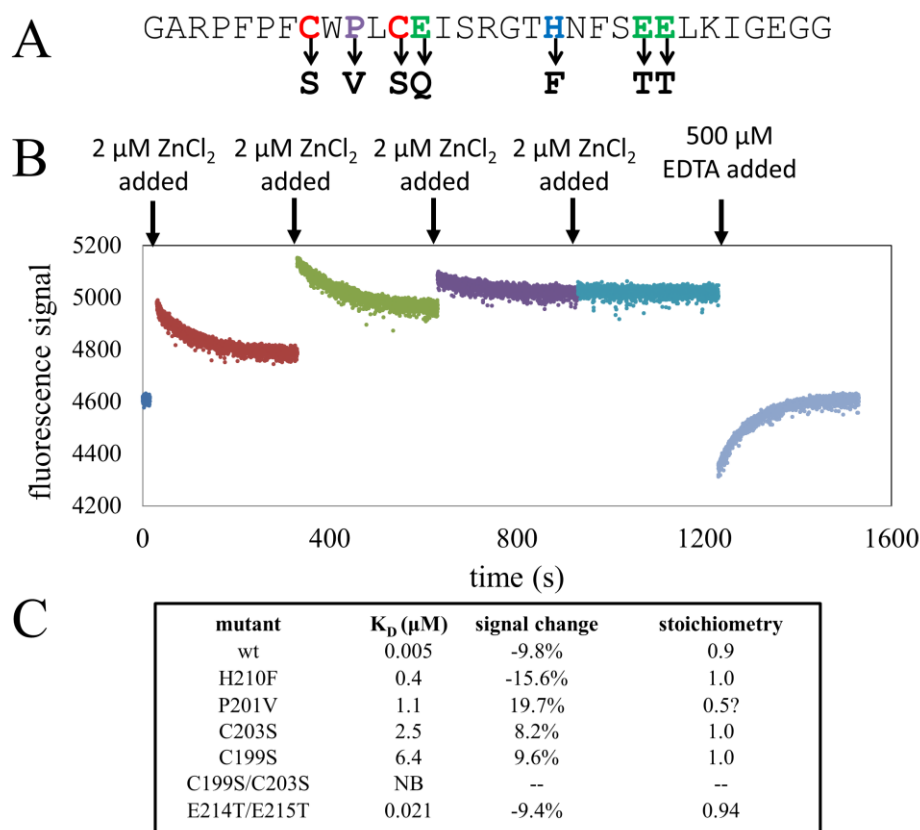 A
GARPFPFCWPLCEISRGTHNFSEELKIGEGG
S V SQ F TT
B
2 µM ZnCl2 added
2 µM ZnCl2 added
2 µM ZnCl2 added
2 µM ZnCl2 added
500 µM EDTA added
fluorescence signal
5200
5000
4800
4600
4400
4200
0 400 800 1200 1600
time (s)
C
mutant KD (µM) signal change stoichiometry
wt 0.005 -9.8% 0.9
H210F 0.4 -15.6% 1.0
P201V 1.1 19.7% 0.5?
C203S 2.5 8.2% 1.0
C199S 6.4 9.6% 1.0
C199S/C203S NB -- --
E214T/E215T 0.021 -9.4% 0.94